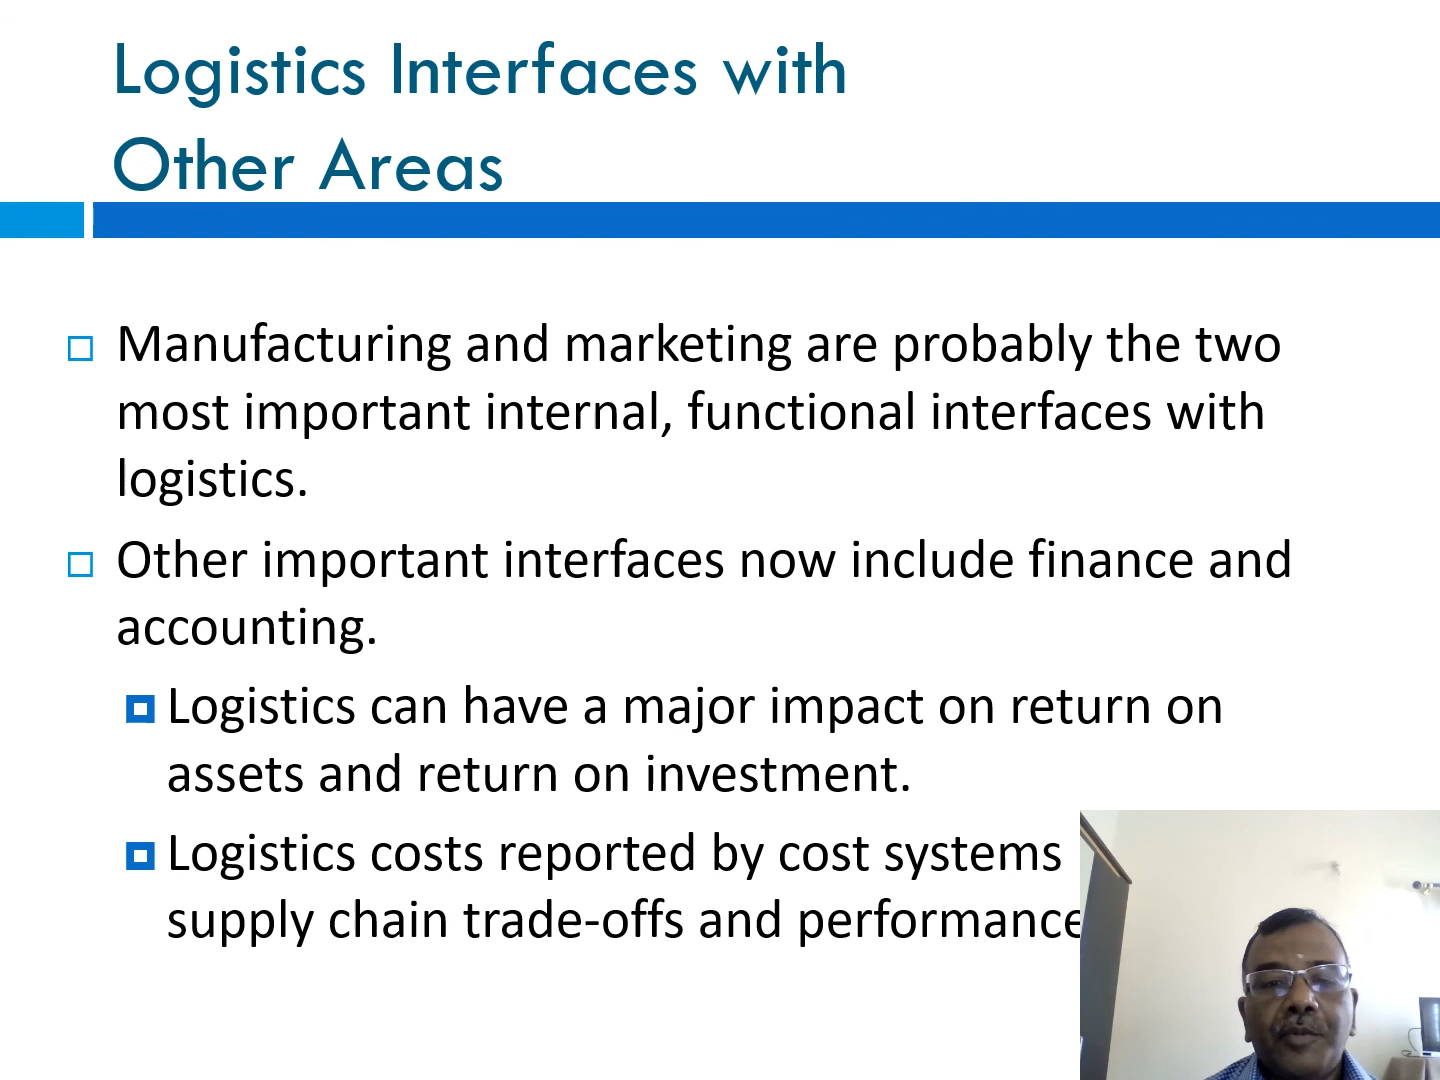 Logistics Interfaces with
Other Areas
Manufacturing and marketing are probably the two
most important internal, functional interfaces with
logistics.
Other important interfaces now include finance and
accounting.
Logistics can have a major impact on return on
assets and return on investment.
Logistics costs reported by cost systems
supply chain trade-offs and performance